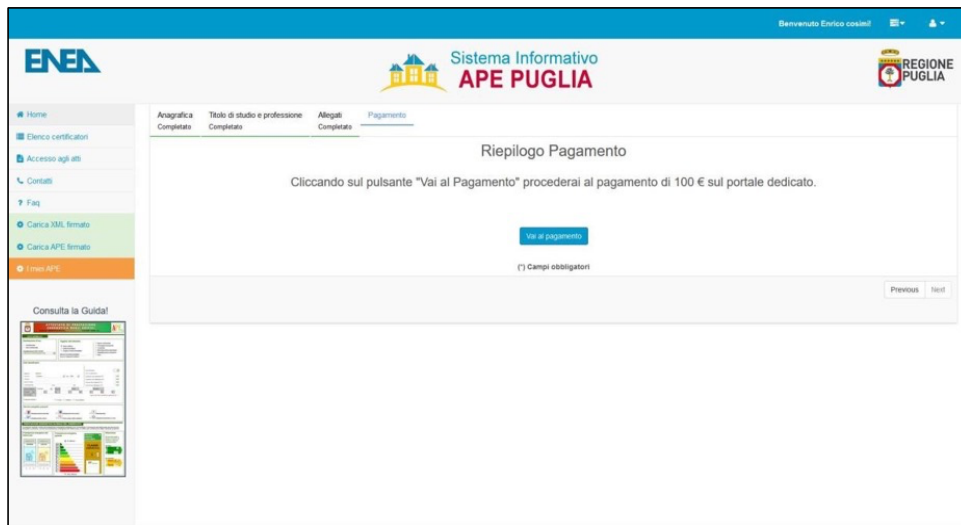 Benvenuto Enrico cosimi!
ENEA
Sistema Informativo
APE PUGLIA
REGIONE
PUGLIA
Home
Elenco certificatori
Accesso agli atti
Contatti
Faq
Carica XML firmato
Carica APE firmato
I miei APE
Consulta la Guida!
Anagrafica
Completato
Titolo di studio e professione
Completato
Allegati
Completato
Pagamento
Riepilogo Pagamento
Cliccando sul pulsante "Vai al Pagamento" procederai al pagamento di 100 € sul portale dedicato.
Vai al pagamento
(*) Campi obbligatori
Previous
Next